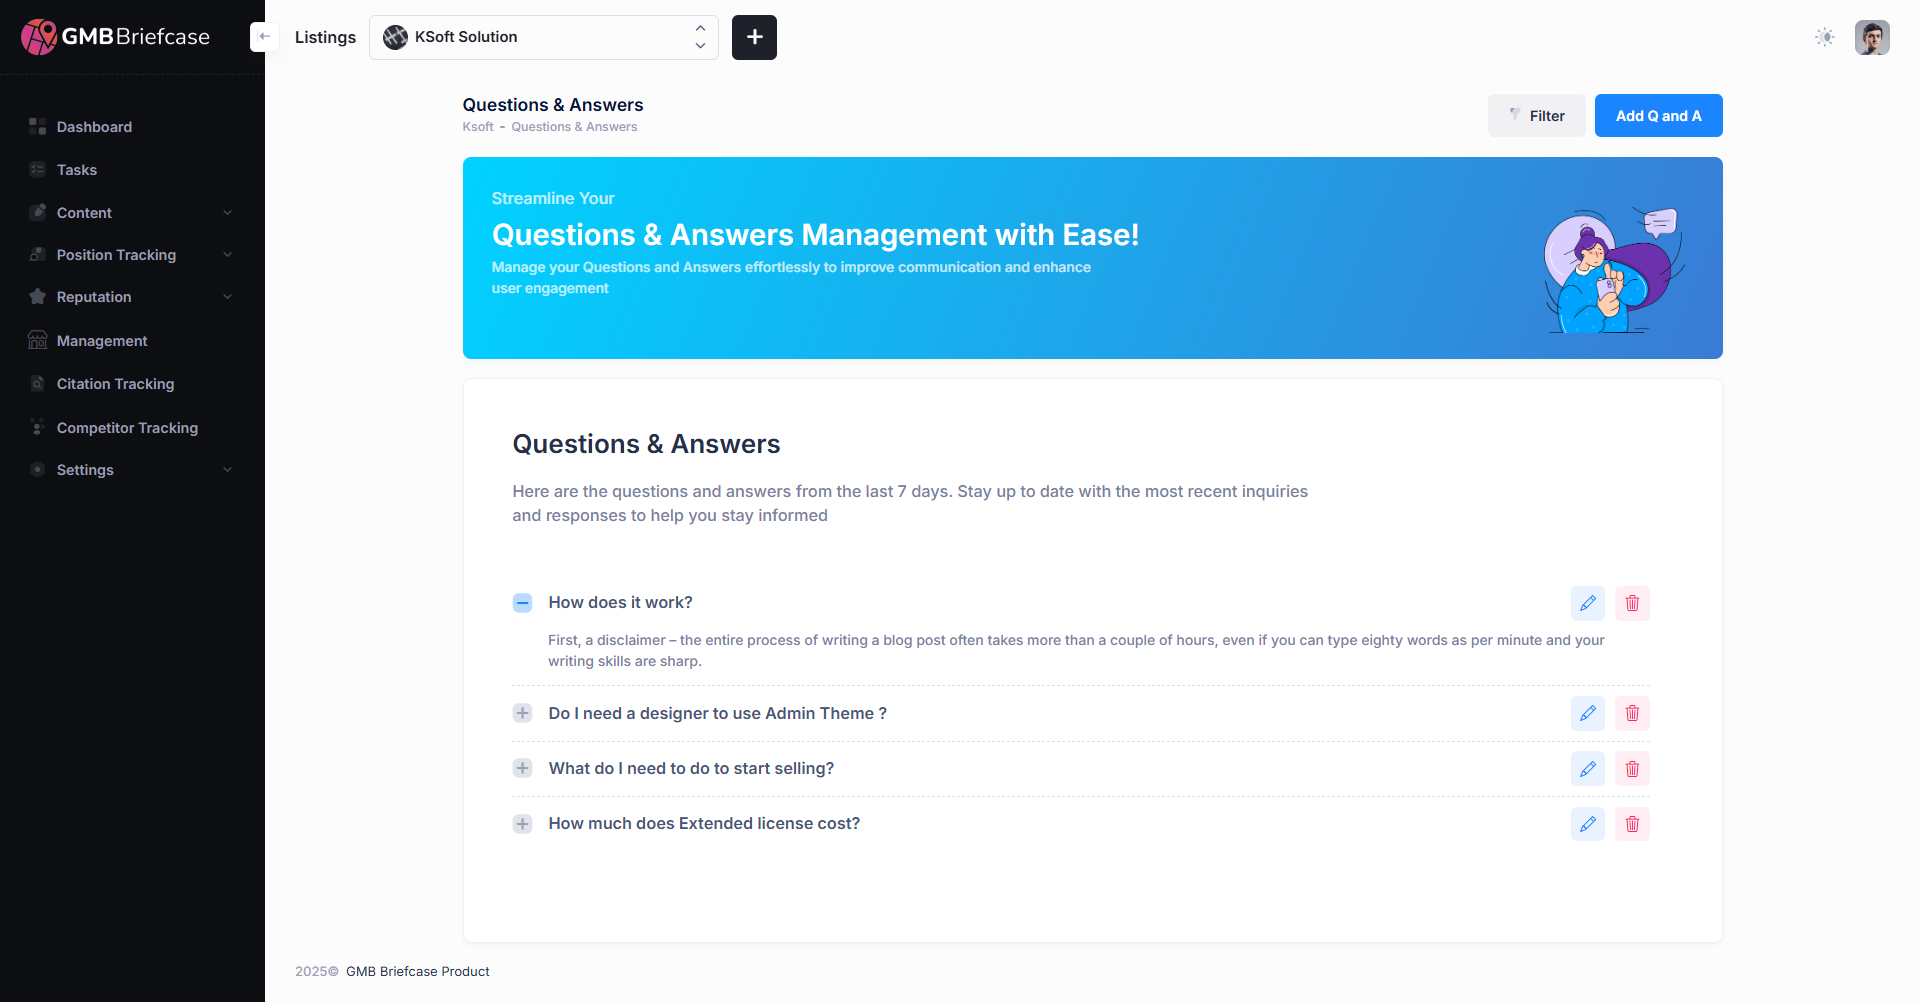 GMBBriefcase
Listings
KSoft Solution
Dashboard
Tasks
Content
Position Tracking
Reputation
Management
Citation Tracking
Competitor Tracking
Settings
Questions & Answers
Ksoft - Questions & Answers
Filter
Add Q and A
Streamline Your
Questions & Answers Management with Ease!
Manage your Questions and Answers effortlessly to improve communication and enhance
user engagement
Questions & Answers
Here are the questions and answers from the last 7 days. Stay up to date with the most recent inquiries
and responses to help you stay informed
How does it work?
First, a disclaimer – the entire process of writing a blog post often takes more than a couple of hours, even if you can type eighty words as per minute and your
writing skills are sharp.
Do I need a designer to use Admin Theme ?
What do I need to do to start selling?
How much does Extended license cost?
2025© GMB Briefcase Product